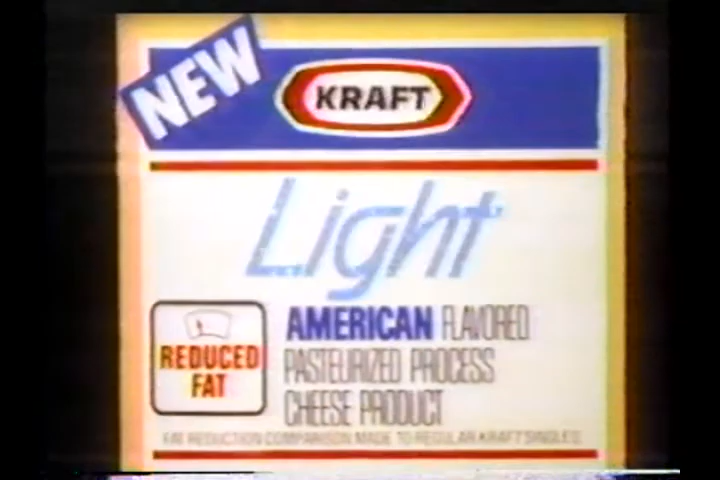 NEW
KRAFT
Light
REDUCED
FAT
AMERICAN FLAVORED
PASTEURIZED PROCESS
CHEESE PRODUCT
FAT REDUCTION COMPARISON MADE TO REGULAR KRAFT SINGLES